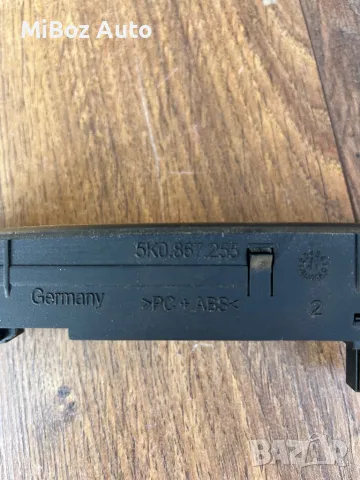 MiBoz Auto
5K0.867.255
Germany
>PC+ABS<
2
BAZAR